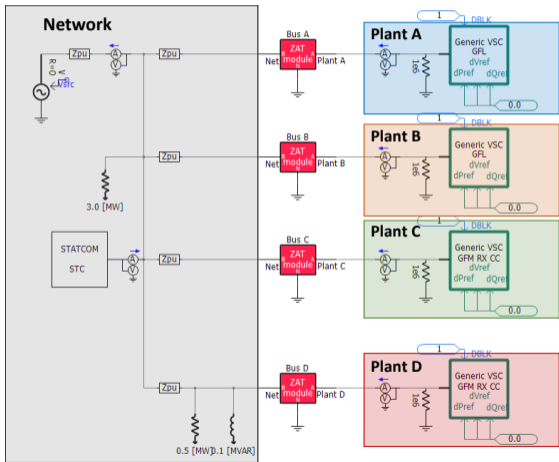 Network
Zpu
A
V
Zpu
R=0
V
Vsrc
Bus A
B
ZAT
module
A
N
Net
Plant A
Plant A
A
V
1e6
1
DBLK
Generic VSC
GFL
dVref
dPref
dQref
0.0
Zpu
3.0 [MW]
Bus B
B
ZAT
module
A
N
Net
Plant B
Plant B
A
V
1e6
1
DBLK
Generic VSC
GFL
dVref
dPref
dQref
0.0
STATCOM
STC
A
V
Zpu
Bus C
B
ZAT
module
A
N
Net
Plant C
Plant C
A
V
1e6
1
DBLK
Generic VSC
GFM RX CC
dVref
dPref
dQref
0.0
Zpu
0.5 [MW]
0.1 [MVAR]
Bus D
B
ZAT
module
A
N
Net
Plant D
Plant D
A
V
1e6
1
DBLK
Generic VSC
GFM RX CC
dVref
dPref
dQref
0.0